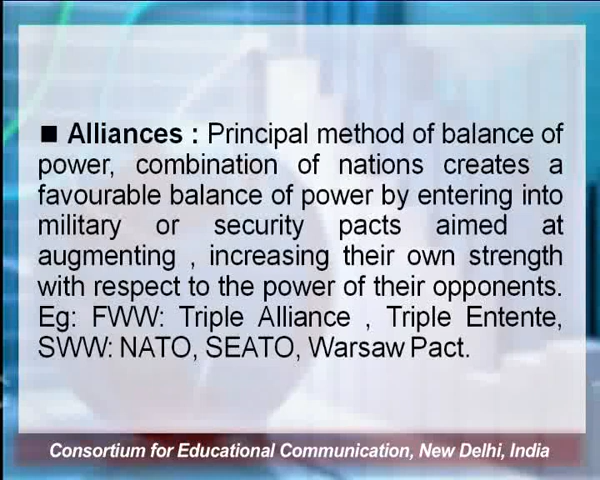 ■ Alliances : Principal method of balance of
power, combination of nations creates a
favourable balance of power by entering into
military or security pacts aimed at
augmenting , increasing their own strength
with respect to the power of their opponents.
Eg: FWW: Triple Alliance , Triple Entente,
SWW: NATO, SEATO, Warsaw Pact.
Consortium for Educational Communication, New Delhi, India